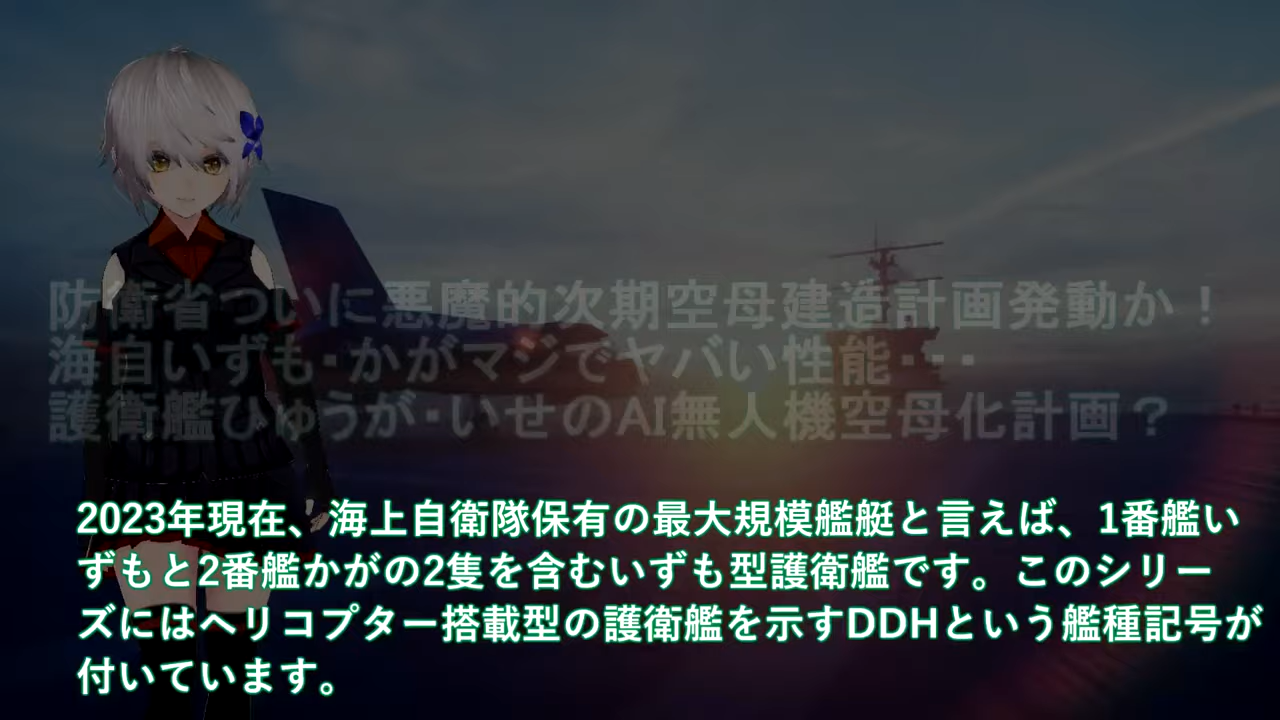 防衛省ついに悪魔的次期空母建造計画発動か！
海自いずも・かがマジでヤバい性能・・・
護衛艦ひゅうが・いせのAI無人機空母化計画？
2023年現在、海上自衛隊保有の最大規模艦艇と言えば、1番艦い
ずもと2番艦かがの2隻を含むいずも型護衛艦です。このシリー
ズにはヘリコプター搭載型の護衛艦を示すDDHという艦種記号が
付いています。